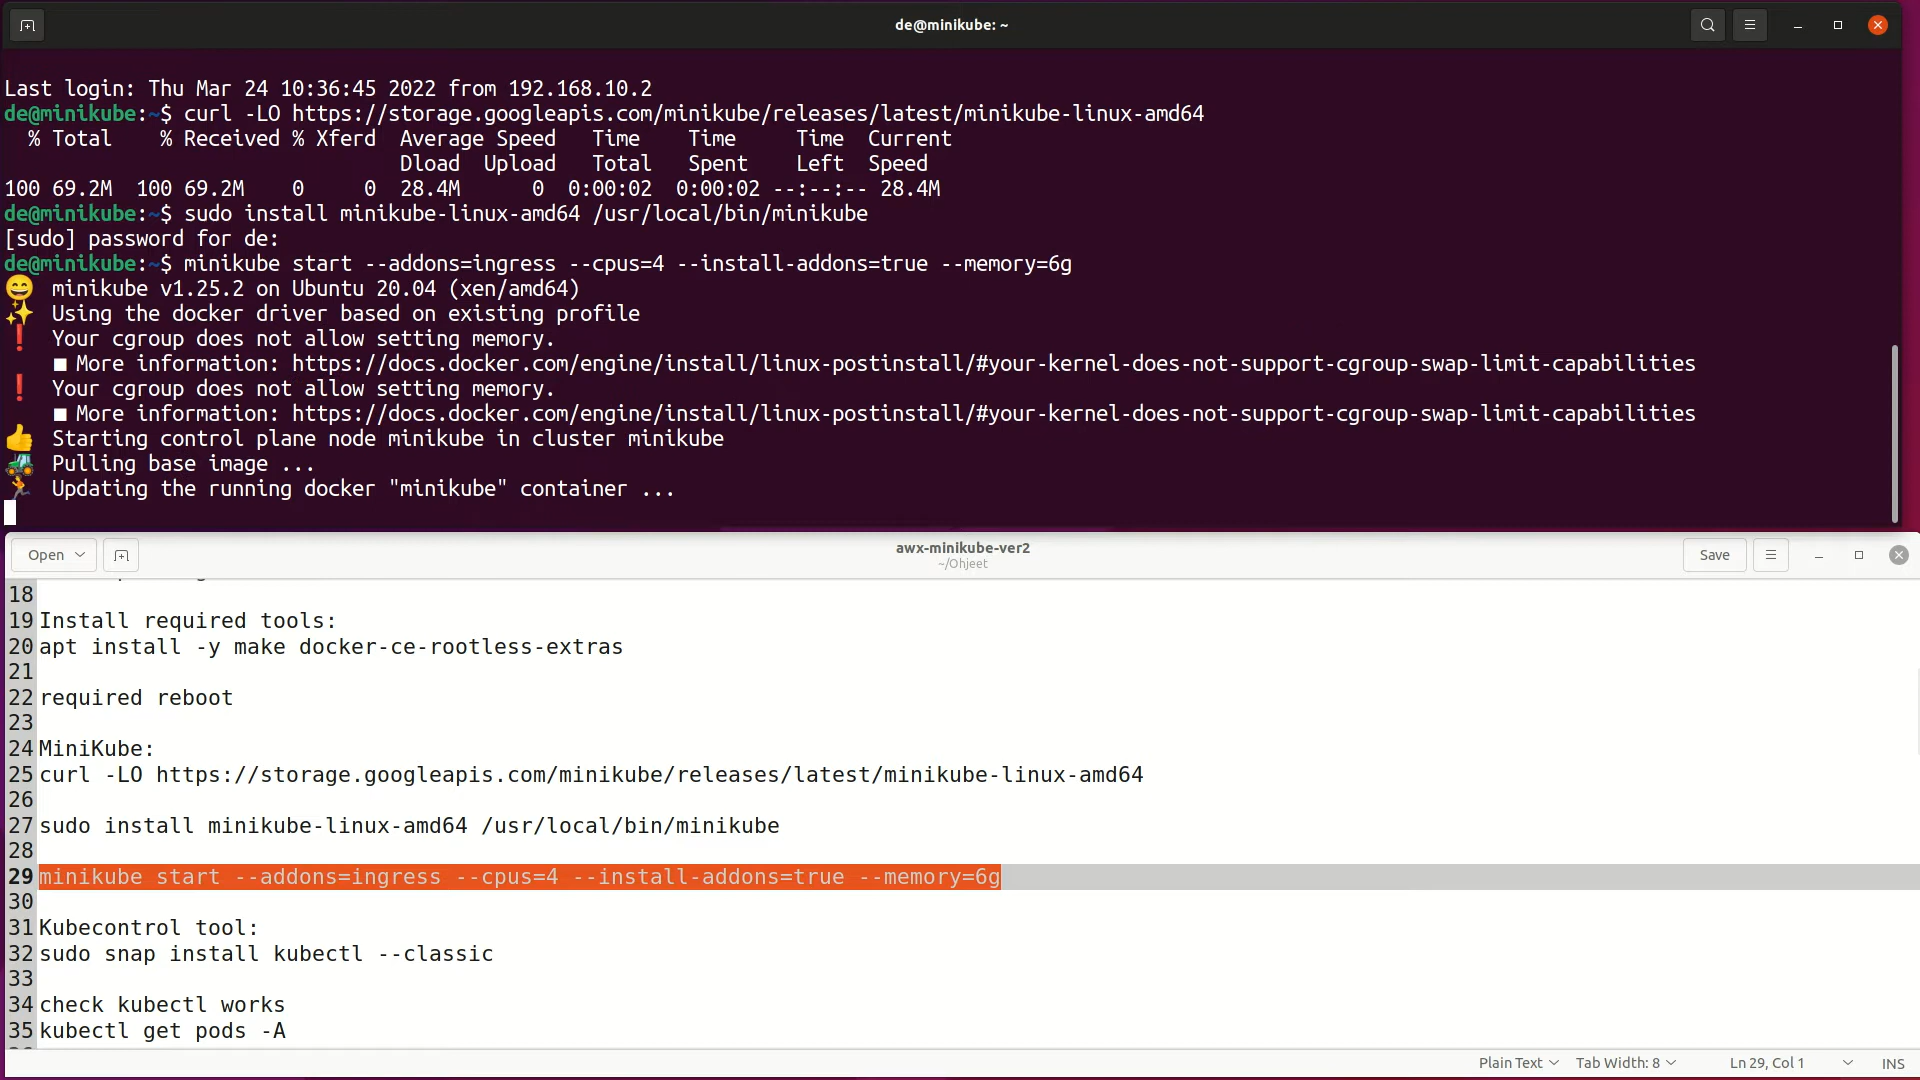 de@minikube: ~
Last login: Thu Mar 24 10:36:45 2022 from 192.168.10.2
de@minikube:~$ curl -LO https://storage.googleapis.com/minikube/releases/latest/minikube-linux-amd64
% Total % Received % Xferd Average Speed Time Time Time Current
Dload Upload Total Spent Left Speed
100 69.2M 100 69.2M 0 0 28.4M 0 0:00:02 0:00:02 --:--:-- 28.4M
de@minikube:~$ sudo install minikube-linux-amd64 /usr/local/bin/minikube
[sudo] password for de:
de@minikube:~$ minikube start --addons=ingress --cpus=4 --install-addons=true --memory=6g
😄 minikube v1.25.2 on Ubuntu 20.04 (xen/amd64)
✨ Using the docker driver based on existing profile
❗ Your cgroup does not allow setting memory.
■ More information: https://docs.docker.com/engine/install/linux-postinstall/#your-kernel-does-not-support-cgroup-swap-limit-capabilities
❗ Your cgroup does not allow setting memory.
■ More information: https://docs.docker.com/engine/install/linux-postinstall/#your-kernel-does-not-support-cgroup-swap-limit-capabilities
👍 Starting control plane node minikube in cluster minikube
🚜 Pulling base image ...
🏃 Updating the running docker "minikube" container ...
Open
awx-minikube-ver2
~/Ohjeet
Save
18
19 Install required tools:
20 apt install -y make docker-ce-rootless-extras
21
22 required reboot
23
24 MiniKube:
25 curl -LO https://storage.googleapis.com/minikube/releases/latest/minikube-linux-amd64
26
27 sudo install minikube-linux-amd64 /usr/local/bin/minikube
28
29 minikube start --addons=ingress --cpus=4 --install-addons=true --memory=6g
30
31 Kubecontrol tool:
32 sudo snap install kubectl --classic
33
34 check kubectl works
35 kubectl get pods -A
Plain Text Tab Width: 8 Ln 29, Col 1 INS